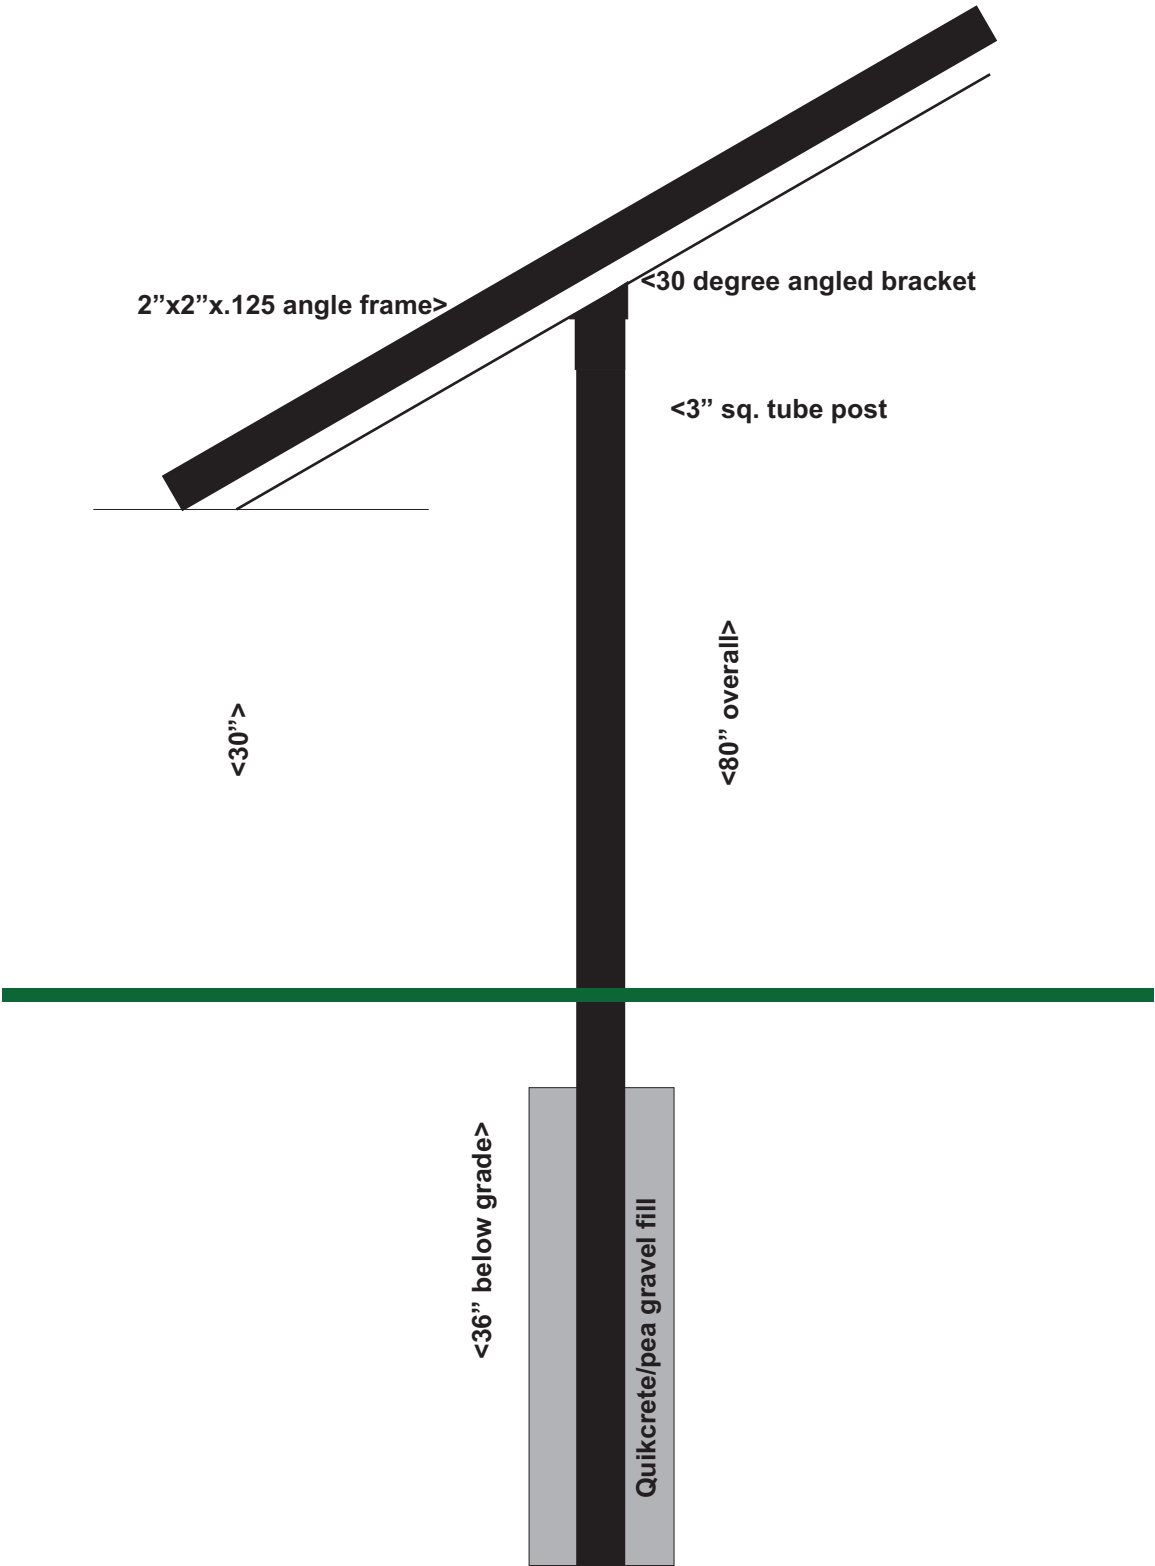 <30 degree angled bracket
2”x2”x.125 angle frame>
<3” sq. tube post
<30”>
<80” overall>
<36” below grade>
Quikcrete/pea gravel fill